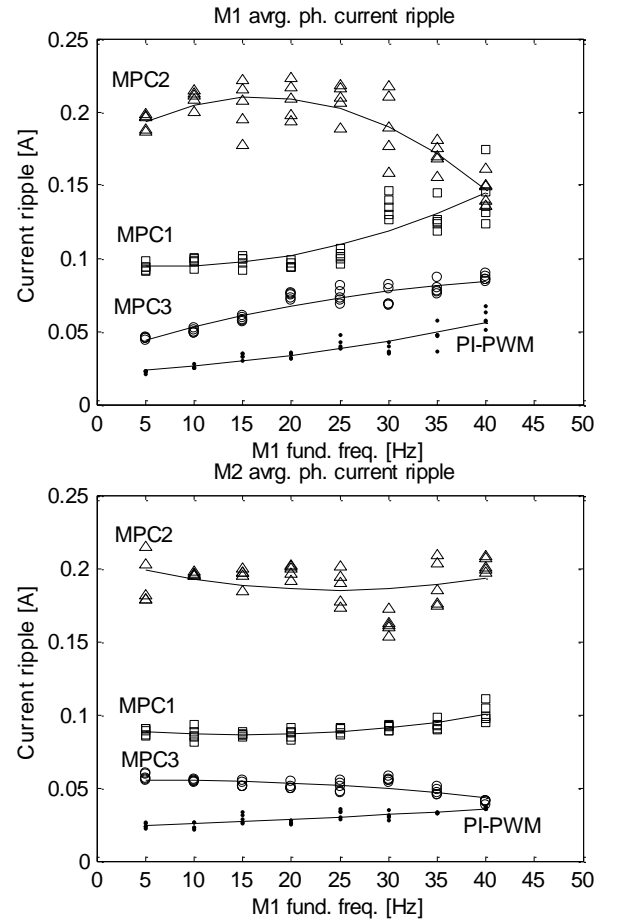 M1 avrg. ph. current ripple
0.25
0.2
0.15
0.1
0.05
0
Current ripple [A]
MPC2
MPC1
MPC3
PI-PWM
0 5 10 15 20 25 30 35 40 45 50
M1 fund. freq. [Hz]
M2 avrg. ph. current ripple
0.25
0.2
0.15
0.1
0.05
0
Current ripple [A]
MPC2
MPC1
MPC3
PI-PWM
0 5 10 15 20 25 30 35 40 45 50
M1 fund. freq. [Hz]